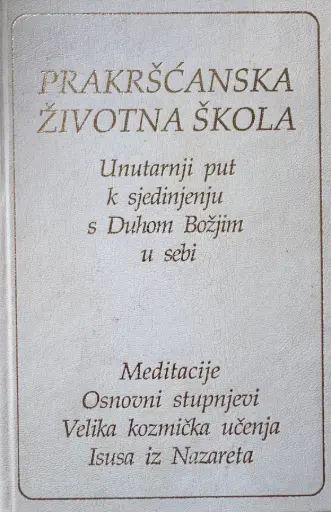 PRAKRŠĆANSKA
ŽIVOTNA ŠKOLA
Unutarnji put
k sjedinjenju
s Duhom Božjim
u sebi
Meditacije
Osnovni stupnjevi
Velika kozmička učenja
Isusa iz Nazareta